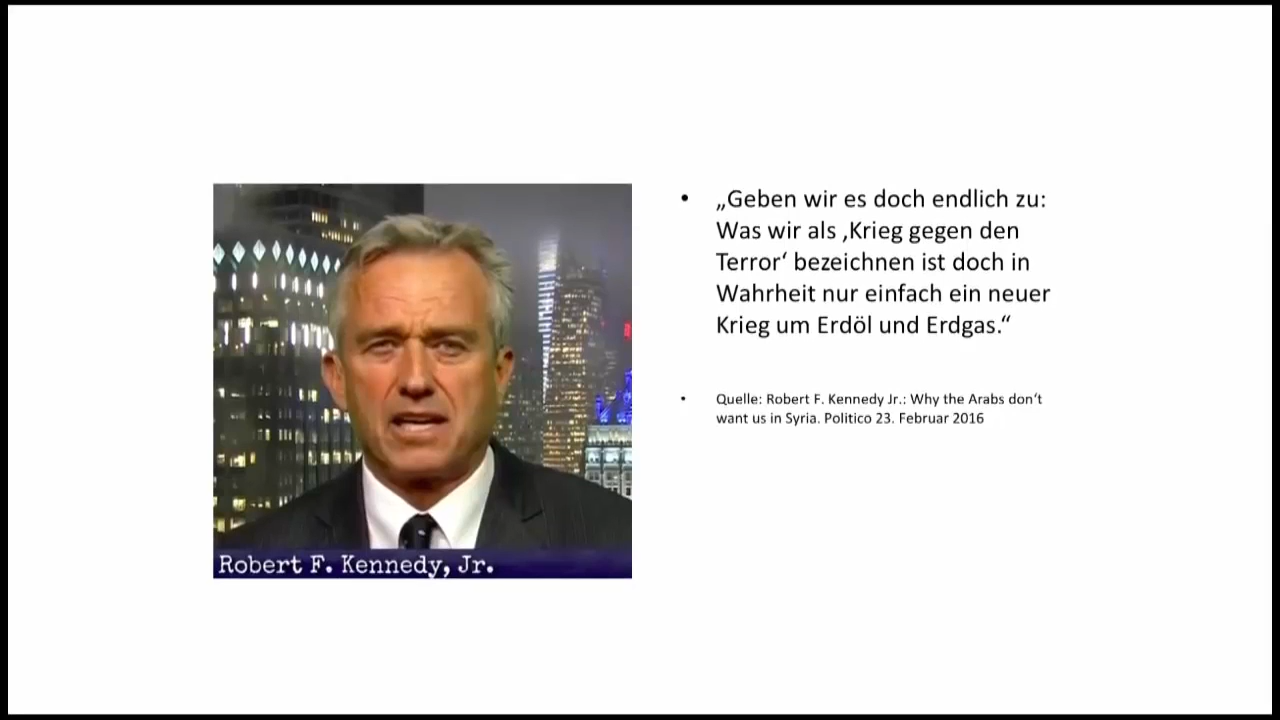 • „Geben wir es doch endlich zu:
Was wir als ‚Krieg gegen den
Terror‘ bezeichnen ist doch in
Wahrheit nur einfach ein neuer
Krieg um Erdöl und Erdgas.“
• Quelle: Robert F. Kennedy Jr.: Why the Arabs don’t
want us in Syria. Politico 23. Februar 2016
Robert F. Kennedy, Jr.